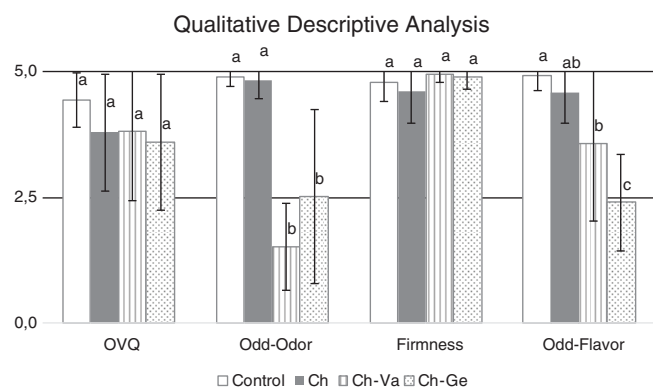 Qualitative Descriptive Analysis
5,0
2,5
0,0
a a a a
a a b b
a a a a
a ab b c
OVQ Odd-Odor Firmness Odd-Flavor
Control Ch Ch-Va Ch-Ge